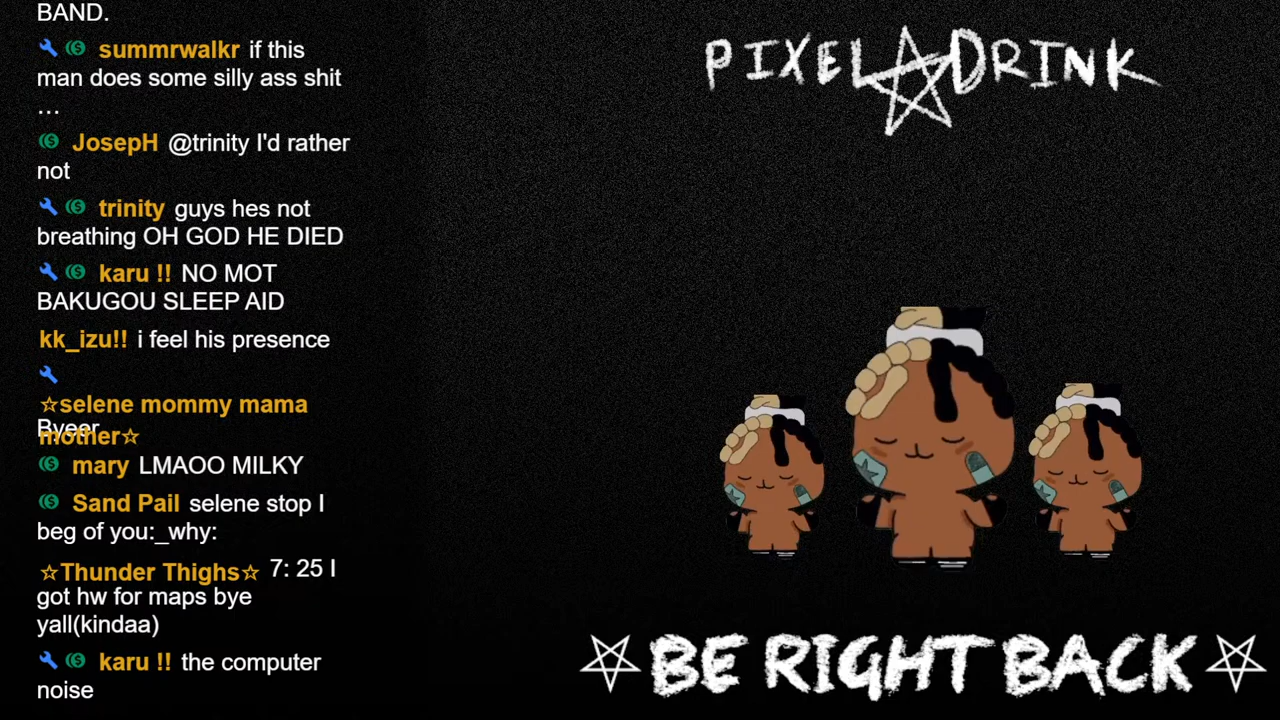 BAND.
summrwalkr if this
man does some silly ass shit
...
JosepH @trinity I'd rather
not
trinity guys hes not
breathing OH GOD HE DIED
karu !! NO MOT
BAKUGOU SLEEP AID
kk_izu!! i feel his presence
☆selene mommy mama
mother☆
Byeer
mary LMAOO MILKY
Sand Pail selene stop I
beg of you:_why:
☆Thunder Thighs☆ 7: 25 I
got hw for maps bye
yall(kindaa)
karu !! the computer
noise
PIXEL DRINK
BE RIGHT BACK